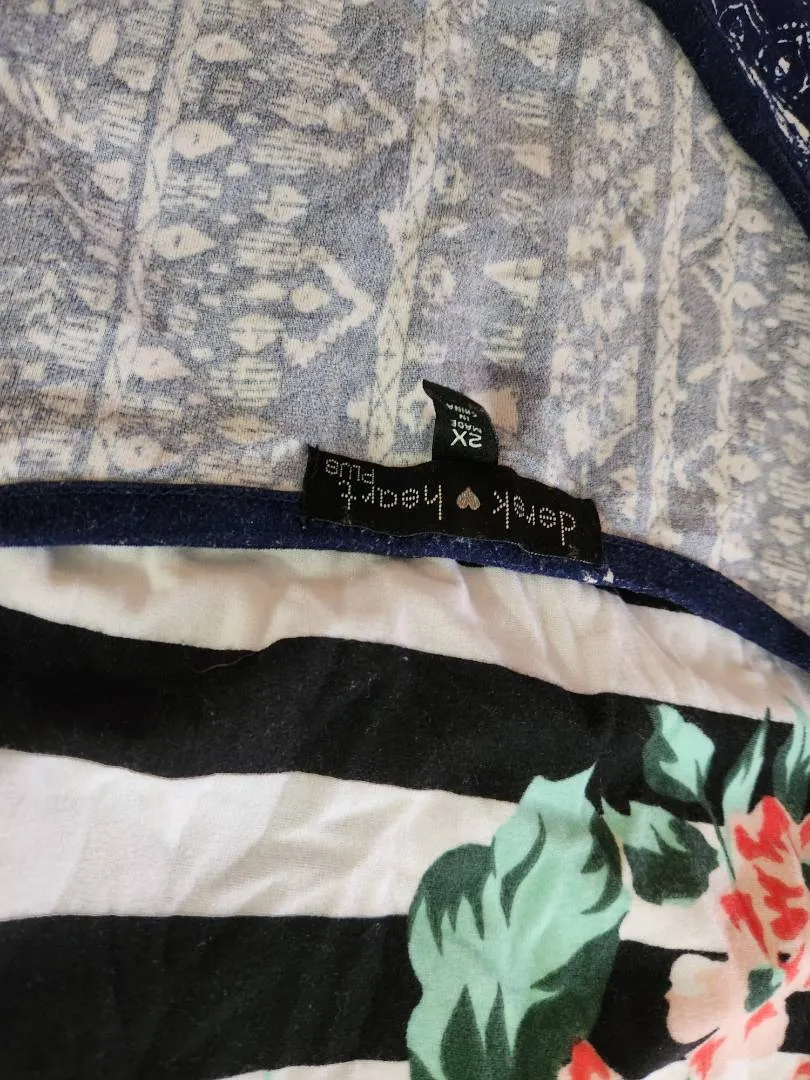 derek heart
PLUS
2X
MADE
IN
CHINA